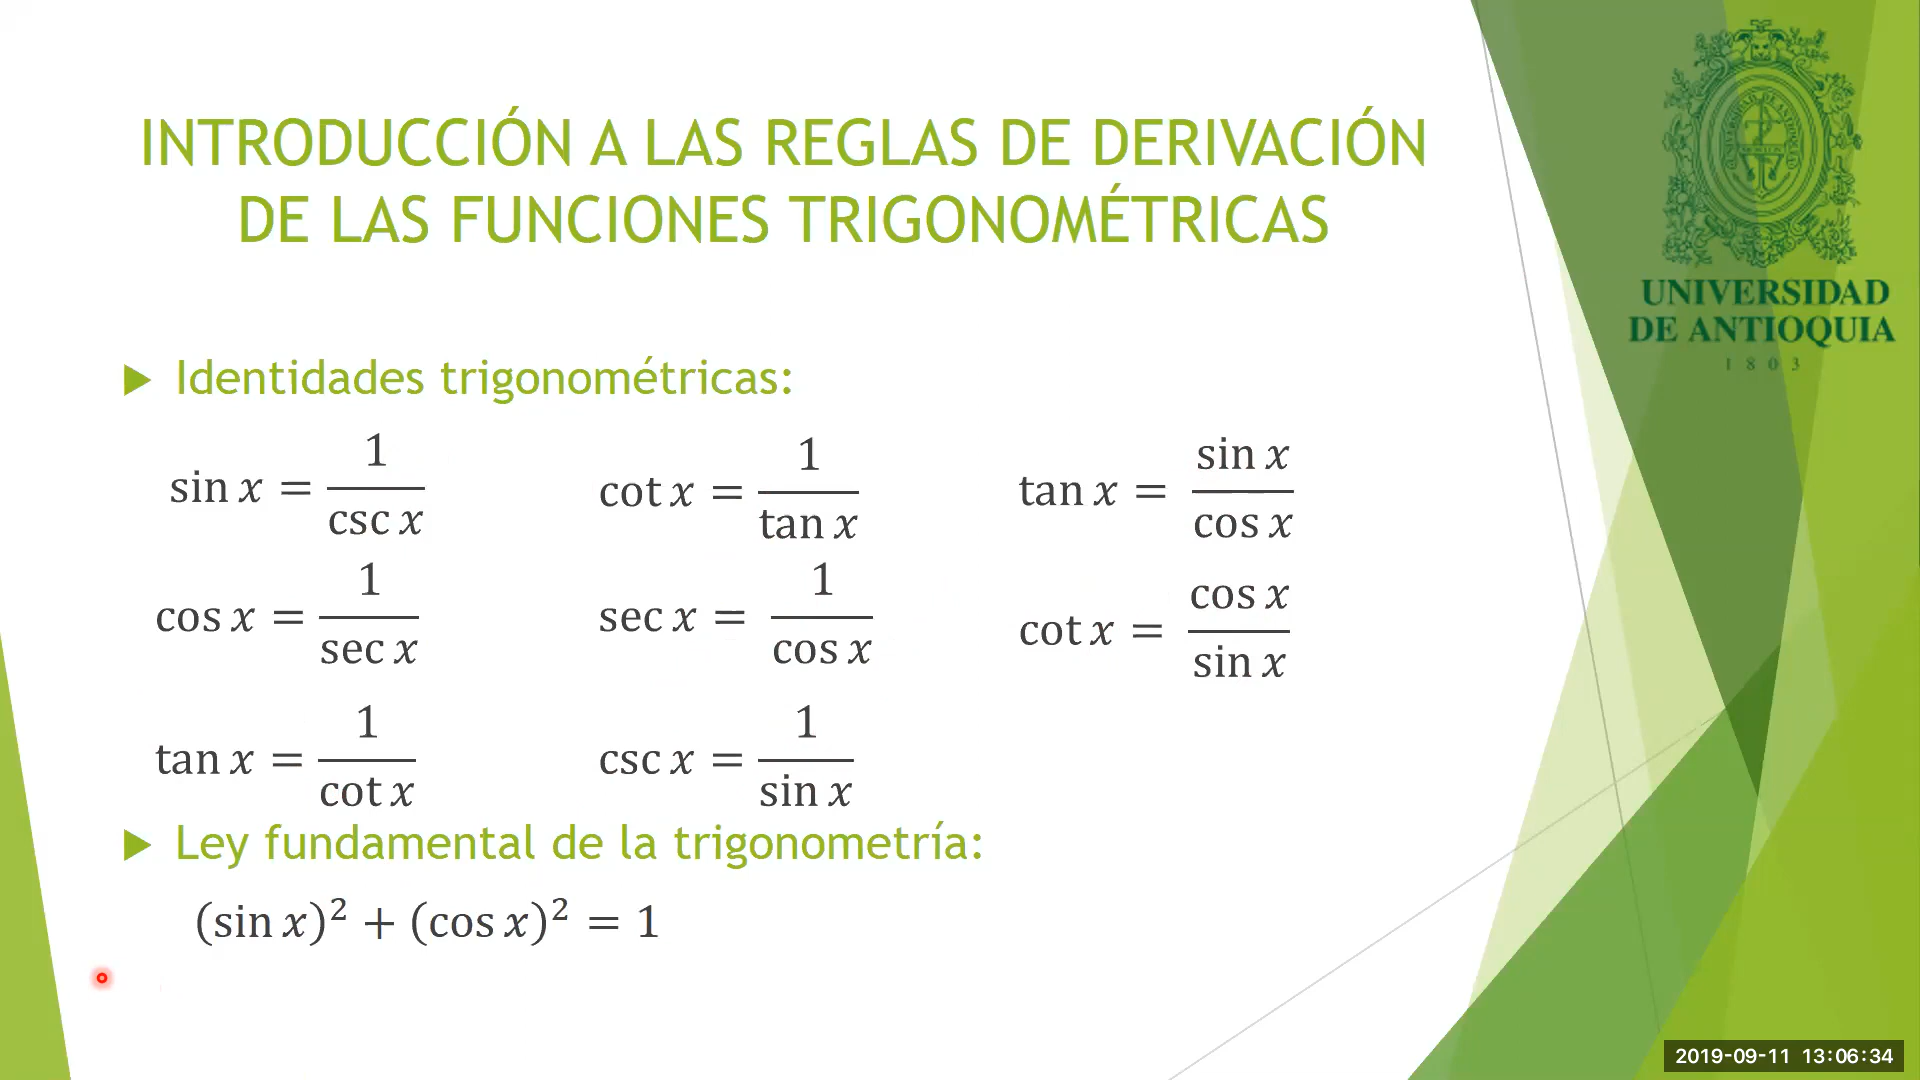 INTRODUCCIÓN A LAS REGLAS DE DERIVACIÓN
DE LAS FUNCIONES TRIGONOMÉTRICAS
UNIVERSIDAD
DE ANTIOQUIA
1803
Identidades trigonométricas:
sin x = 1/csc x
cot x = 1/tan x
tan x = sin x/cos x
cos x = 1/sec x
sec x = 1/cos x
cot x = cos x/sin x
tan x = 1/cot x
csc x = 1/sin x
Ley fundamental de la trigonometría:
(sin x)² + (cos x)² = 1
2019-09-11 13:06:34